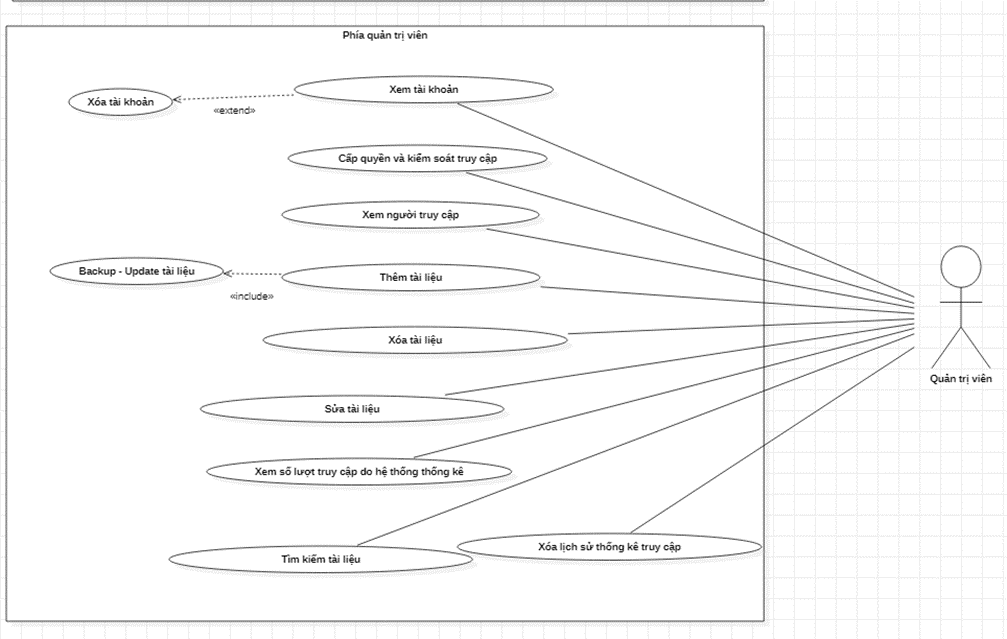 Phía quản trị viên
Xem tài khoản
Xóa tài khoản
«extend»
Cấp quyền và kiểm soát truy cập
Xem người truy cập
Backup - Update tài liệu
Thêm tài liệu
«include»
Xóa tài liệu
Quản trị viên
Sửa tài liệu
Xem số lượt truy cập do hệ thống thống kê
Xóa lịch sử thống kê truy cập
Tìm kiếm tài liệu